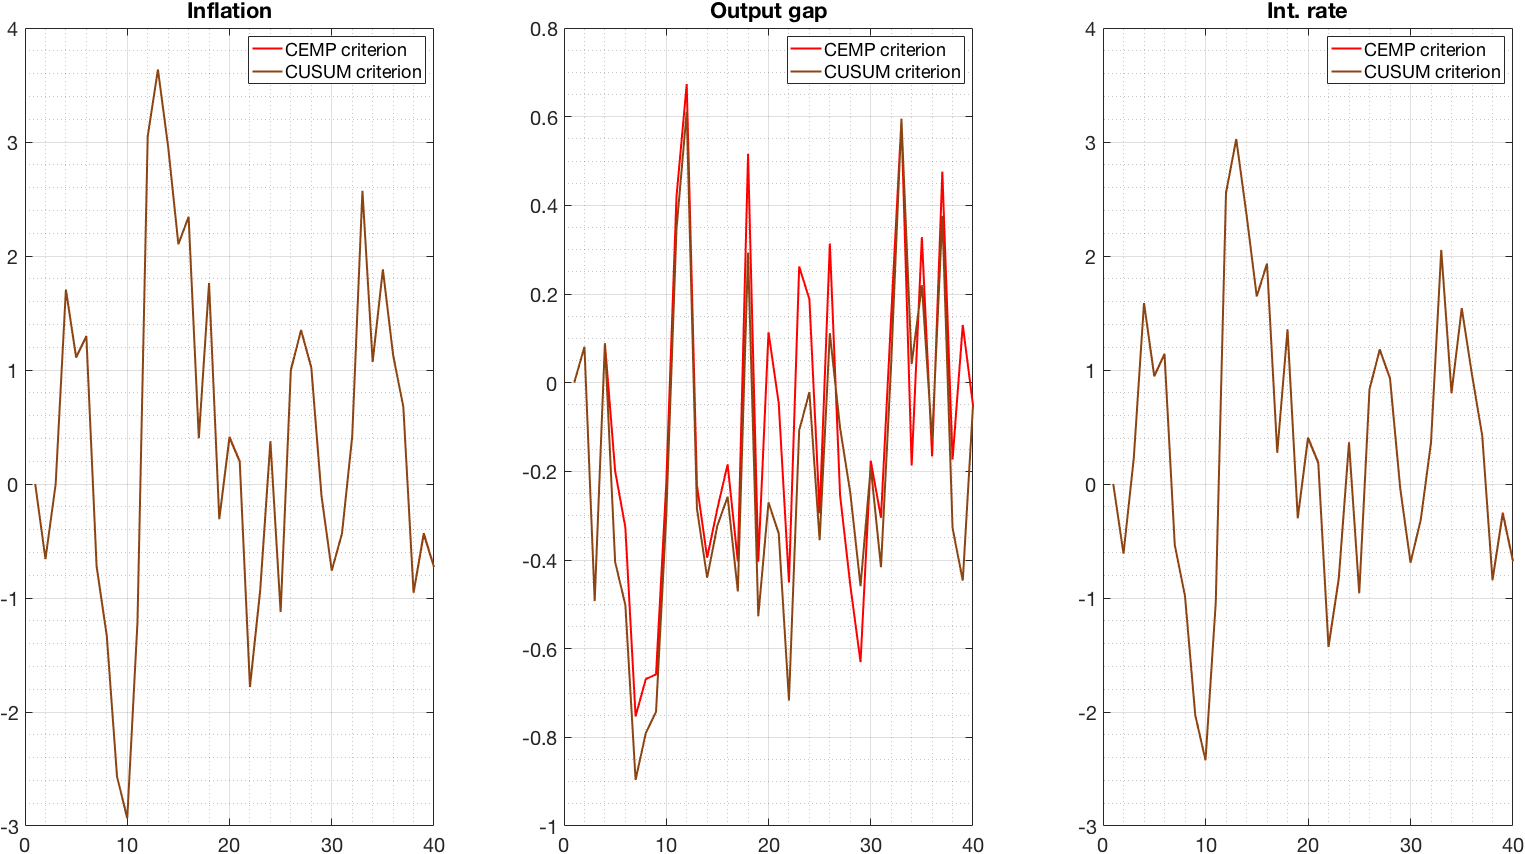 Inflation
CEMP criterion
CUSUM criterion
4
3
2
1
0
-1
-2
-3
0 10 20 30 40
Output gap
CEMP criterion
CUSUM criterion
0.8
0.6
0.4
0.2
0
-0.2
-0.4
-0.6
-0.8
-1
0 10 20 30 40
Int. rate
CEMP criterion
CUSUM criterion
4
3
2
1
0
-1
-2
-3
0 10 20 30 40